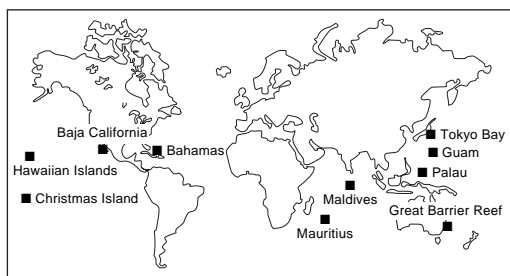 Baja California
Bahamas
Hawaiian Islands
Christmas Island
Tokyo Bay
Guam
Palau
Maldives
Great Barrier Reef
Mauritius